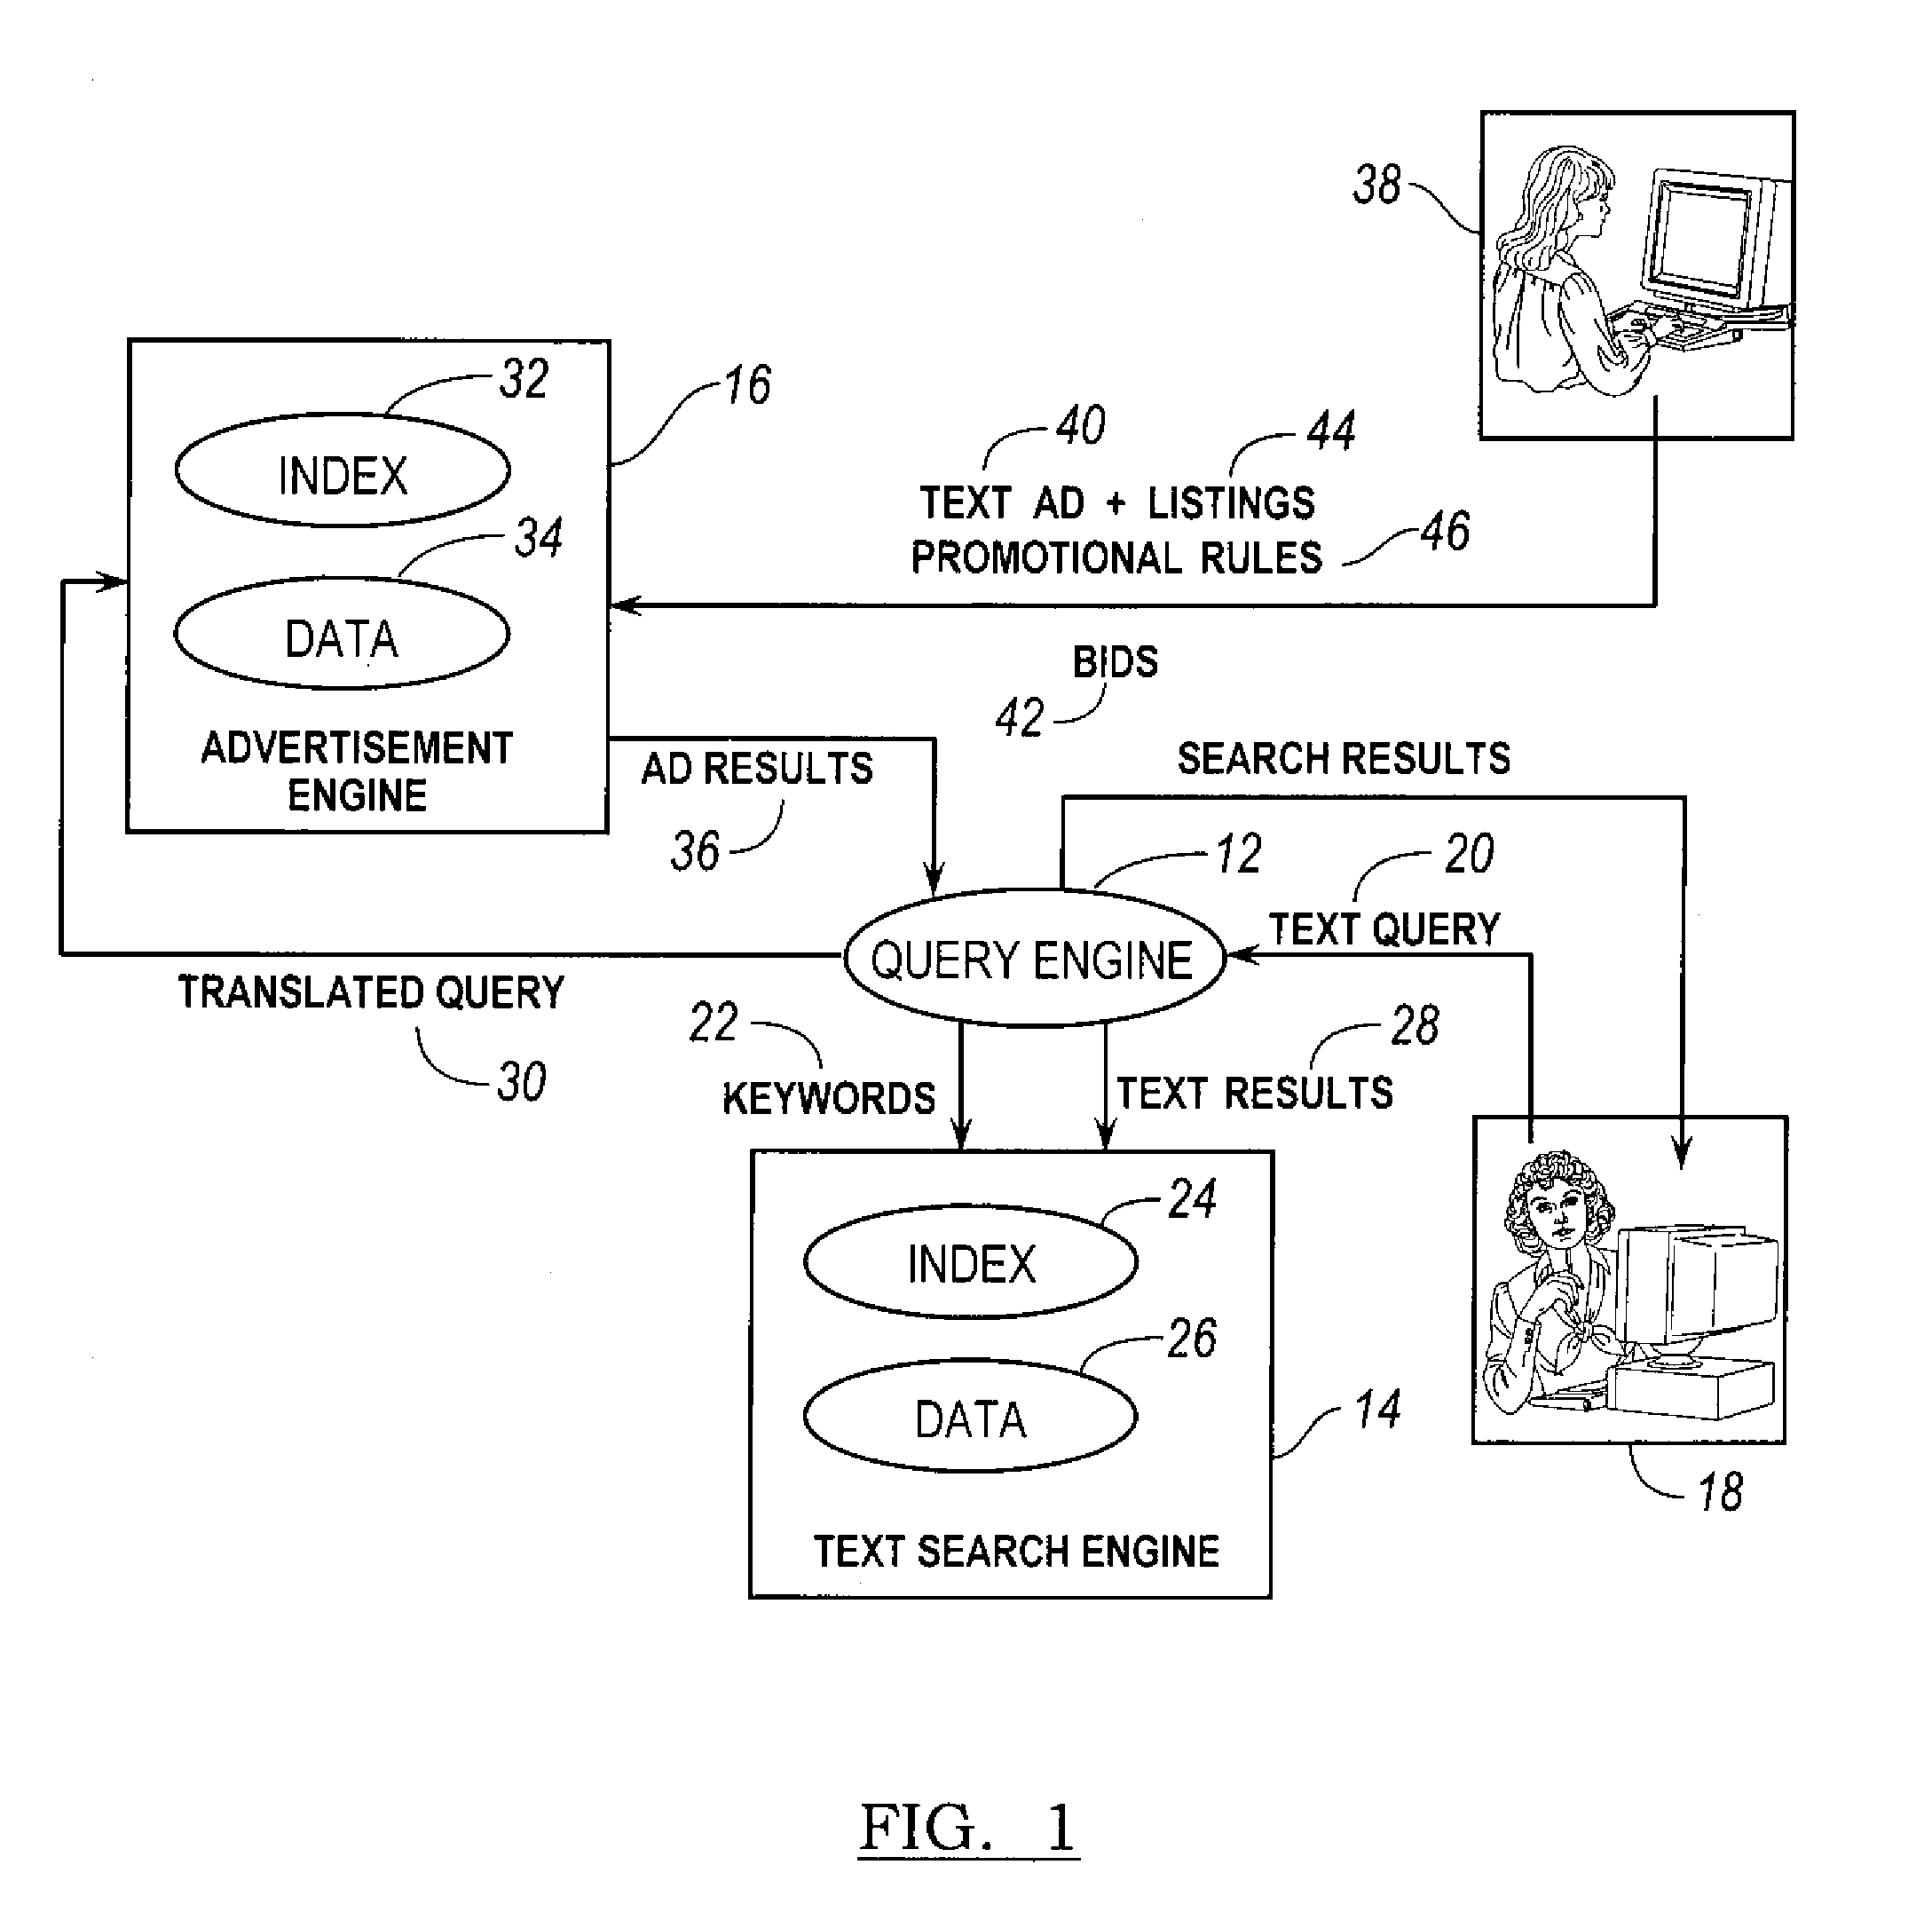 38
32
16
INDEX
40
44
TEXT AD + LISTINGS
34
46
PROMOTIONAL RULES
DATA
BIDS
42
ADVERTISEMENT
ENGINE
AD RESULTS
36
SEARCH RESULTS
12
20
TEXT QUERY
QUERY ENGINE
TRANSLATED QUERY
30
22
28
KEYWORDS
TEXT RESULTS
24
INDEX
26
DATA
14
18
TEXT SEARCH ENGINE
FIG. 1